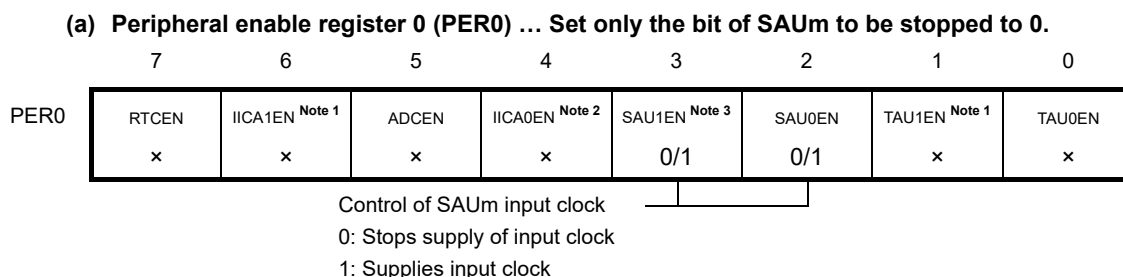 (a) Peripheral enable register 0 (PER0) … Set only the bit of SAUm to be stopped to 0.
7 6 5 4 3 2 1 0
PER0 RTCEN IICA1EN Note 1 ADCEN IICA0EN Note 2 SAU1EN Note 3 SAU0EN TAU1EN Note 1 TAU0EN
× × × × 0/1 0/1 × ×
Control of SAUm input clock
0: Stops supply of input clock
1: Supplies input clock